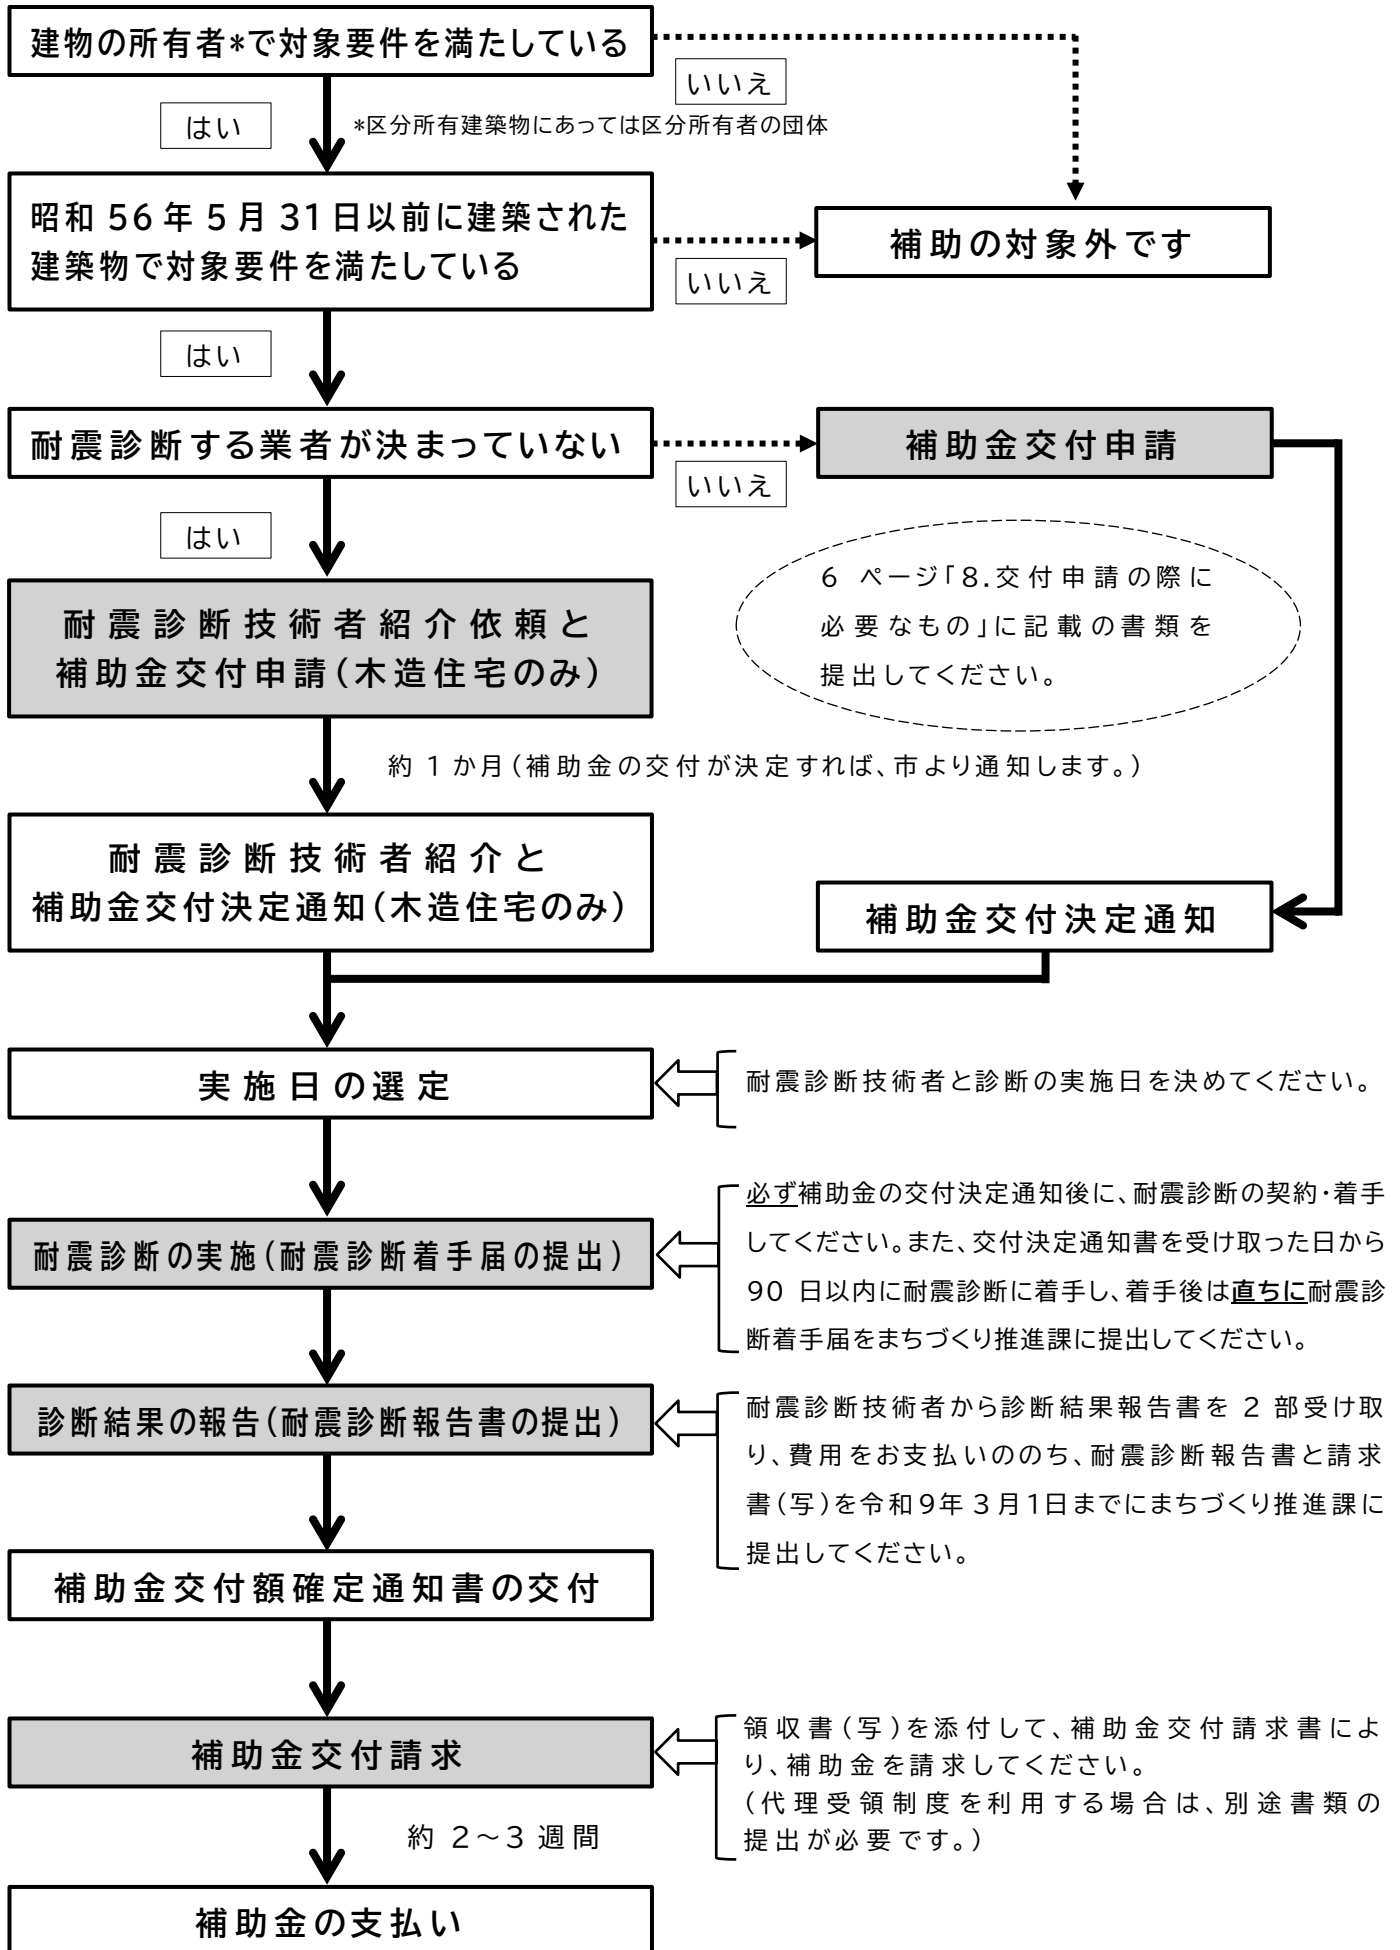 建物の所有者*で対象要件を満たしている
いいえ
はい
*区分所有建築物にあっては区分所有者の団体
昭和 56 年 5 月 31 日以前に建築された
建築物で対象要件を満たしている
補助の対象外です
いいえ
はい
耐震診断する業者が決まっていない
補助金交付申請
いいえ
はい
6 ページ「8.交付申請の際に
必要なもの」に記載の書類を
提出してください。
耐震診断技術者紹介依頼と
補助金交付申請(木造住宅のみ)
約 1 か月(補助金の交付が決定すれば、市より通知します。)
耐震診断技術者紹介と
補助金交付決定通知(木造住宅のみ)
補助金交付決定通知
実施日の選定
耐震診断技術者と診断の実施日を決めてください。
耐震診断の実施(耐震診断着手届の提出)
必ず補助金の交付決定通知後に、耐震診断の契約・着手
してください。また、交付決定通知書を受け取った日から
90 日以内に耐震診断に着手し、着手後は直ちに耐震診
断着手届をまちづくり推進課に提出してください。
診断結果の報告(耐震診断報告書の提出)
耐震診断技術者から診断結果報告書を 2 部受け取
り、費用をお支払いののち、耐震診断報告書と請求
書(写)を令和9年3月1日までにまちづくり推進課に
提出してください。
補助金交付額確定通知書の交付
補助金交付請求
領収書(写)を添付して、補助金交付請求書によ
り、補助金を請求してください。
(代理受領制度を利用する場合は、別途書類の
提出が必要です。)
約 2～3 週間
補助金の支払い